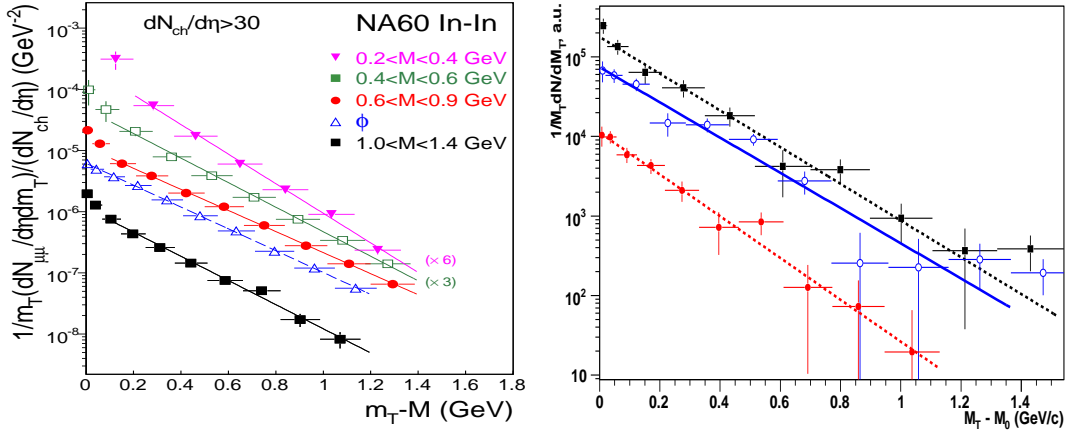 dN_ch/dη>30
NA60 In-In
0.2<M<0.4 GeV
0.4<M<0.6 GeV
0.6<M<0.9 GeV
ϕ
1.0<M<1.4 GeV
1/m_T(dN_μμ/dηdm_T)/(dN_ch/dη) (GeV^-2)
10^-3
10^-4
10^-5
10^-6
10^-7
10^-8
(× 6)
(× 3)
0 0.2 0.4 0.6 0.8 1 1.2 1.4 1.6 1.8
m_T-M (GeV)
1/M_T dN/dM_T, a.u.
10^5
10^4
10^3
10^2
10
0 0.2 0.4 0.6 0.8 1 1.2 1.4
M_T - M_0 (GeV/c)